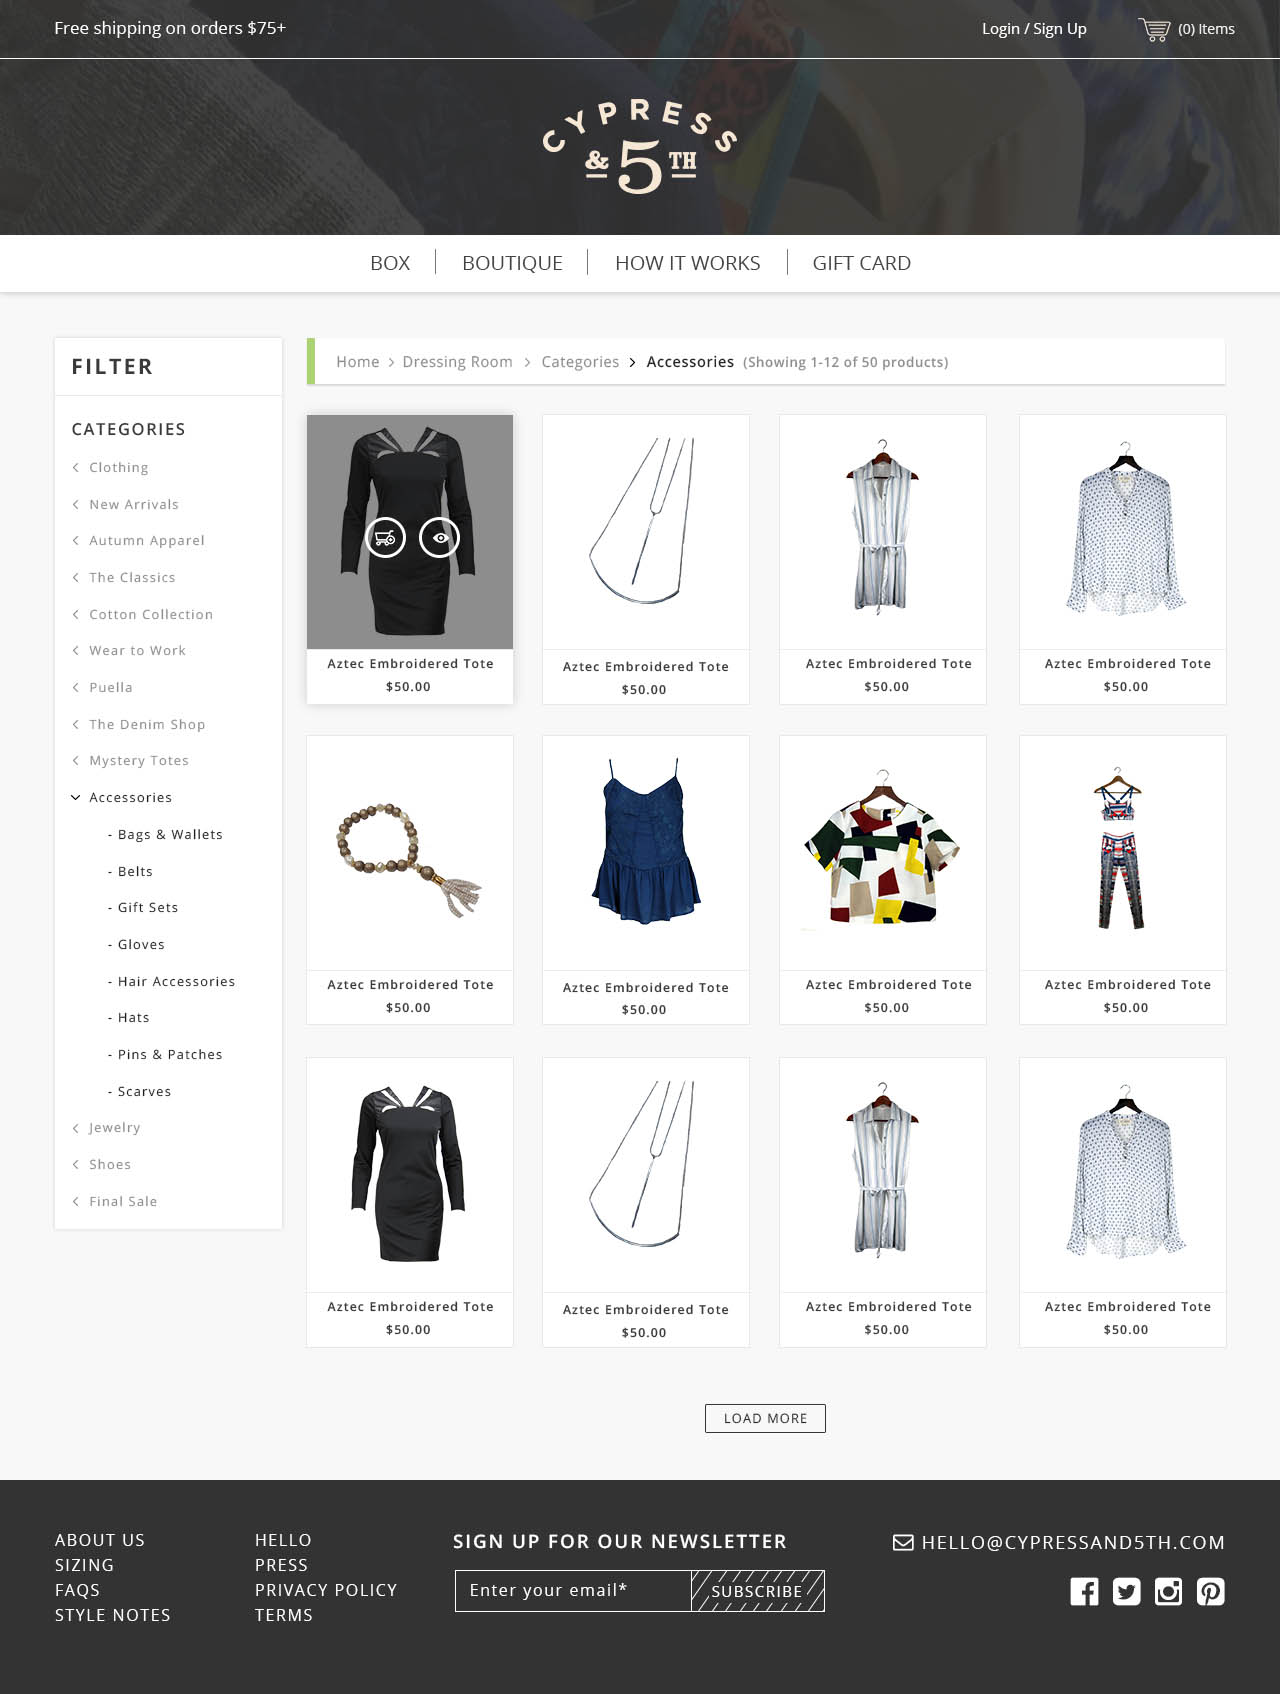 Free shipping on orders $75+
Login / Sign Up
(0) Items
CYPRESS
& 5TH
BOX
BOUTIQUE
HOW IT WORKS
GIFT CARD
FILTER
CATEGORIES
Clothing
New Arrivals
Autumn Apparel
The Classics
Cotton Collection
Wear to Work
Puella
The Denim Shop
Mystery Totes
Accessories
- Bags & Wallets
- Belts
- Gift Sets
- Gloves
- Hair Accessories
- Hats
- Pins & Patches
- Scarves
Jewelry
Shoes
Final Sale
Home > Dressing Room > Categories > Accessories (Showing 1-12 of 50 products)
Aztec Embroidered Tote
$50.00
Aztec Embroidered Tote
$50.00
Aztec Embroidered Tote
$50.00
Aztec Embroidered Tote
$50.00
Aztec Embroidered Tote
$50.00
Aztec Embroidered Tote
$50.00
Aztec Embroidered Tote
$50.00
Aztec Embroidered Tote
$50.00
Aztec Embroidered Tote
$50.00
Aztec Embroidered Tote
$50.00
Aztec Embroidered Tote
$50.00
Aztec Embroidered Tote
$50.00
LOAD MORE
ABOUT US
SIZING
FAQS
STYLE NOTES
HELLO
PRESS
PRIVACY POLICY
TERMS
SIGN UP FOR OUR NEWSLETTER
Enter your email*
SUBSCRIBE
HELLO@CYPRESSAND5TH.COM